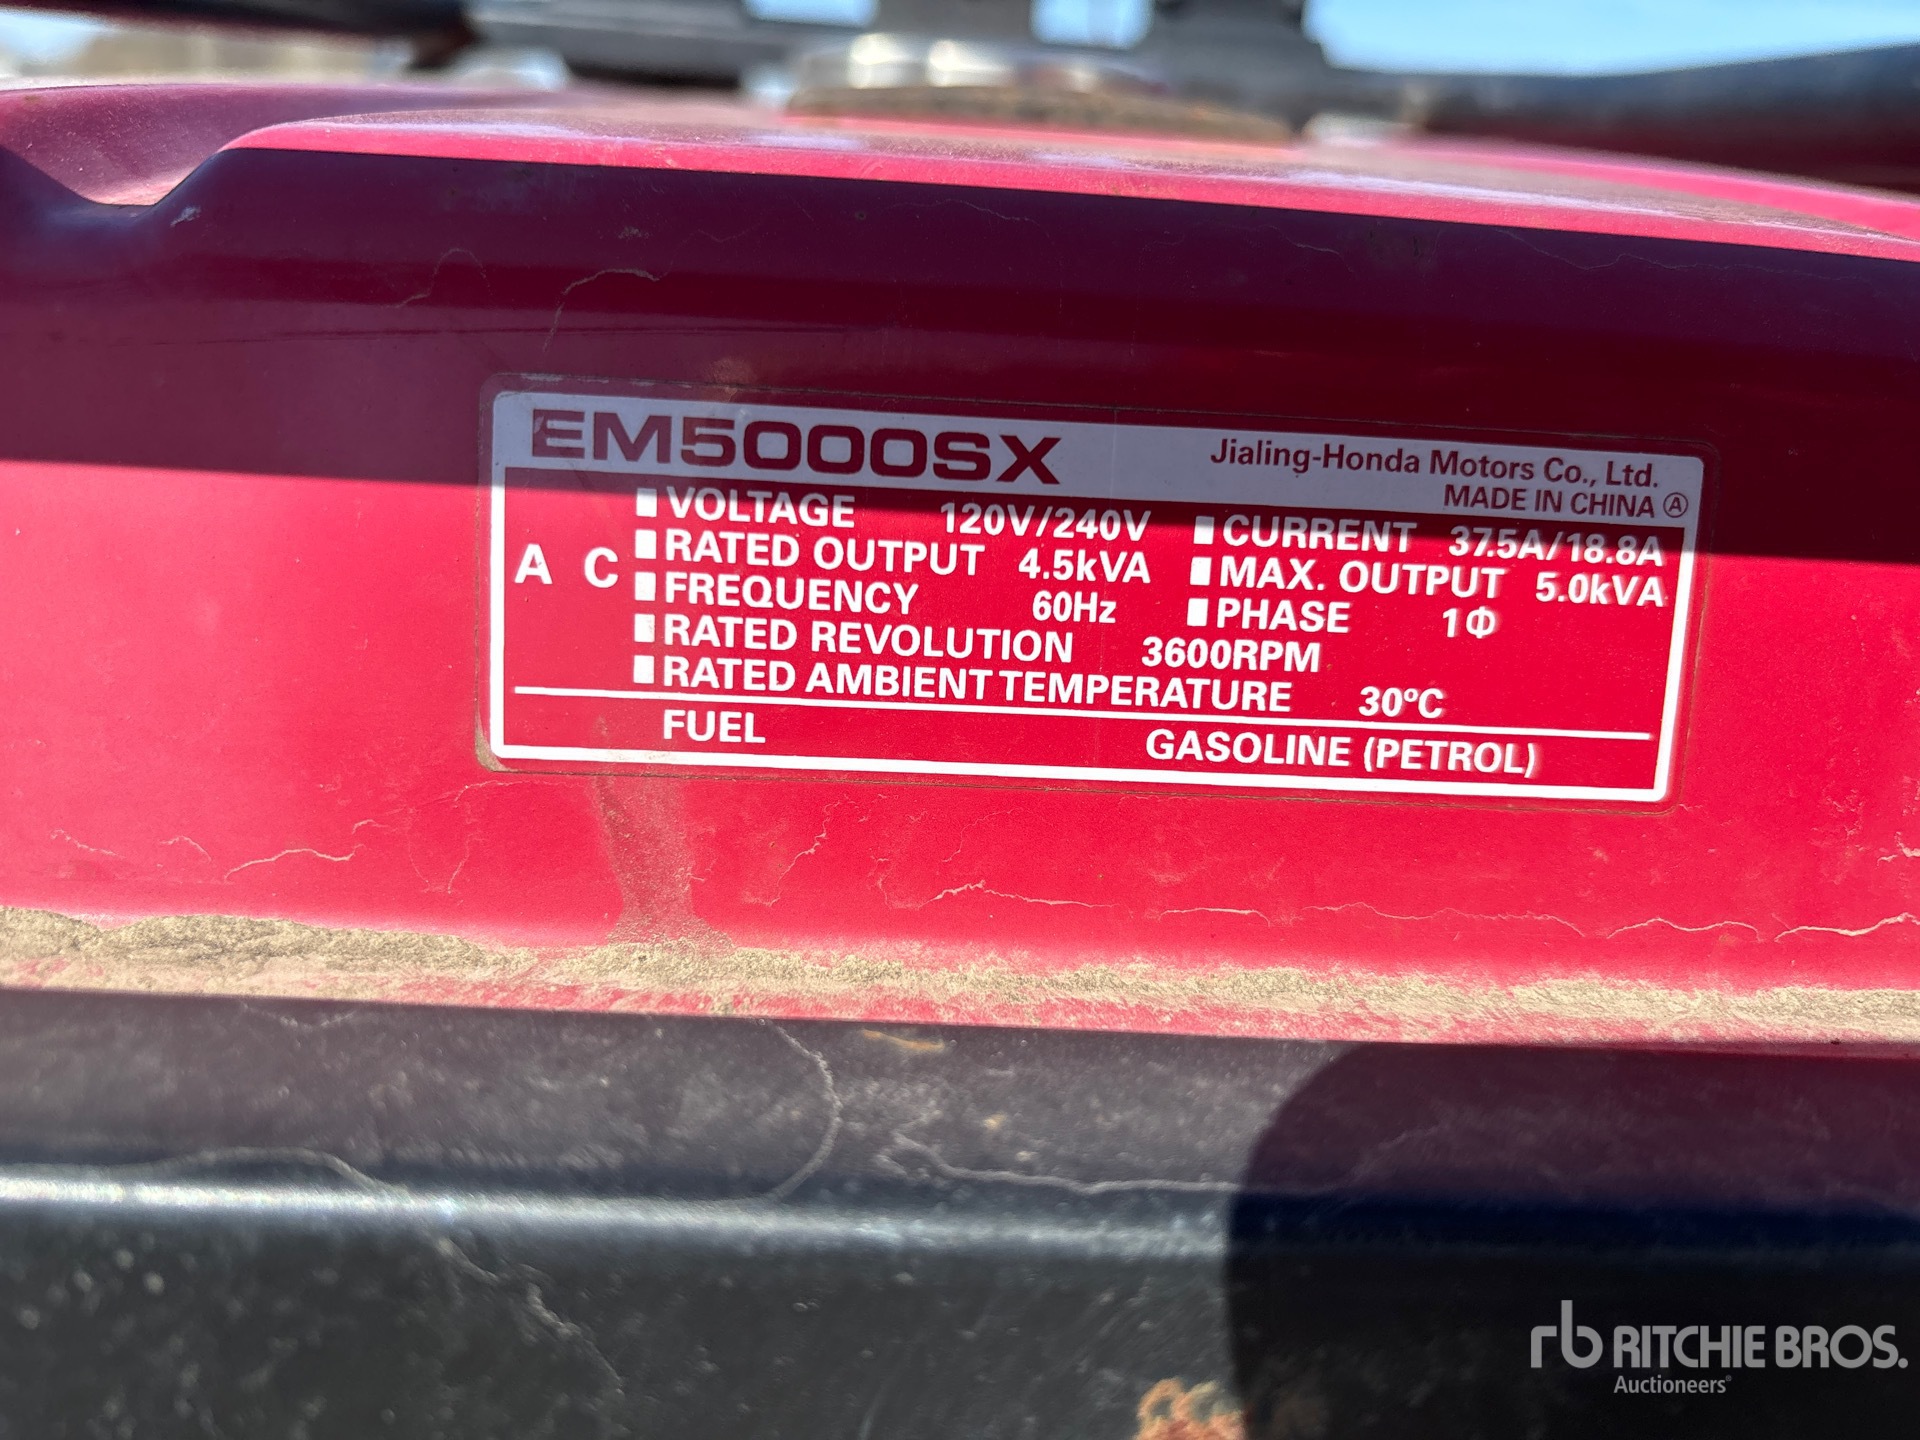 EM5000SX
Jialing-Honda Motors Co., Ltd.
MADE IN CHINA Ⓐ
A C
■ VOLTAGE 120V/240V ■ CURRENT 37.5A/18.8A
■ RATED OUTPUT 4.5kVA ■ MAX. OUTPUT 5.0kVA
■ FREQUENCY 60Hz ■ PHASE 1Φ
■ RATED REVOLUTION 3600RPM
■ RATED AMBIENT TEMPERATURE 30ºC
FUEL GASOLINE (PETROL)
rb RITCHIE BROS.
Auctioneers®